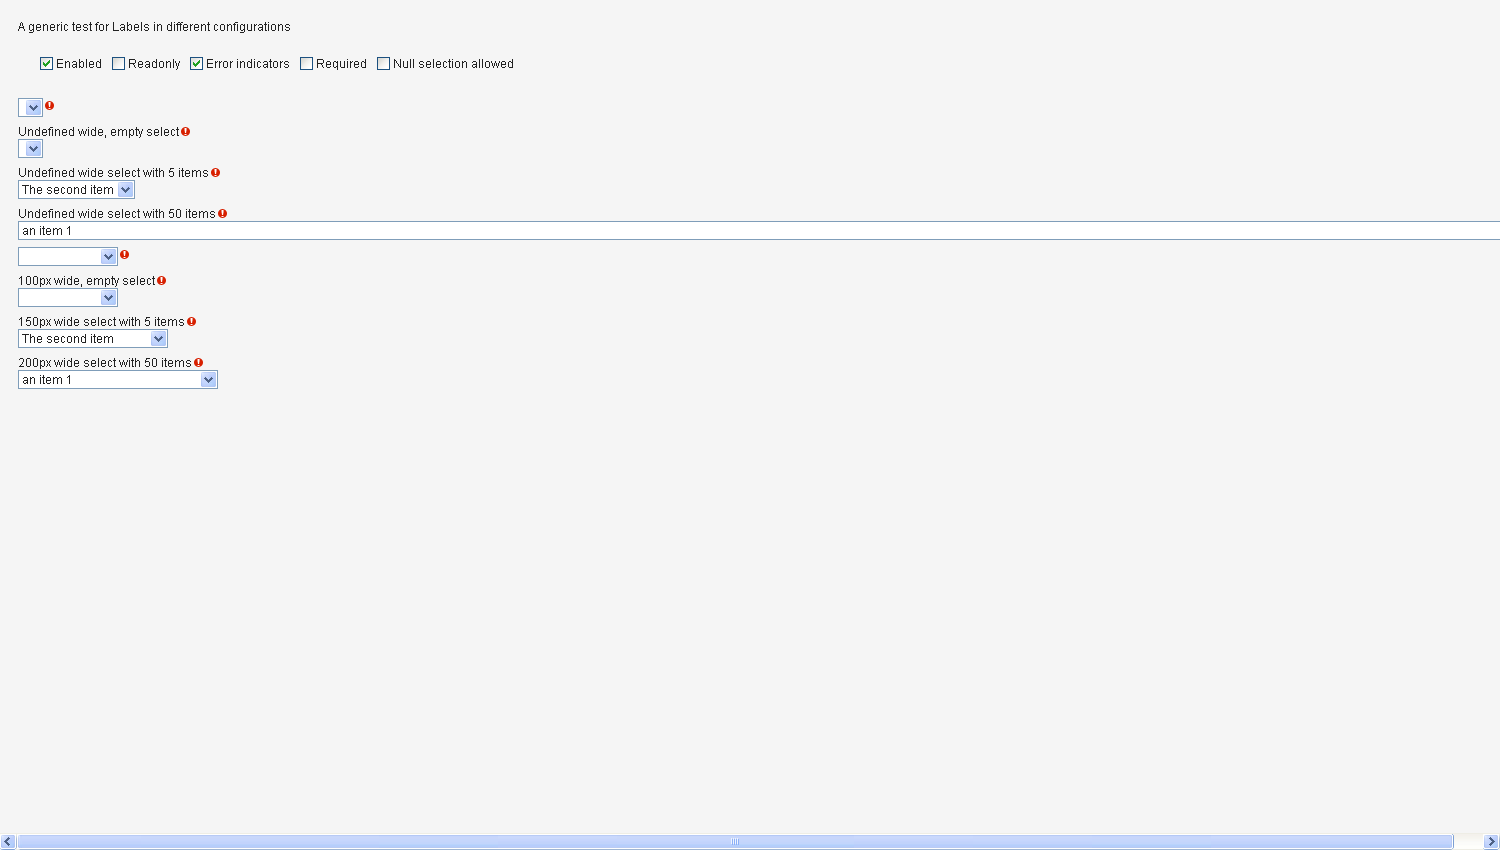 A generic test for Labels in different configurations
Enabled Readonly Error indicators Required Null selection allowed
Undefined wide, empty select
Undefined wide select with 5 items
The second item
Undefined wide select with 50 items
an item 1
100px wide, empty select
150px wide select with 5 items
The second item
200px wide select with 50 items
an item 1